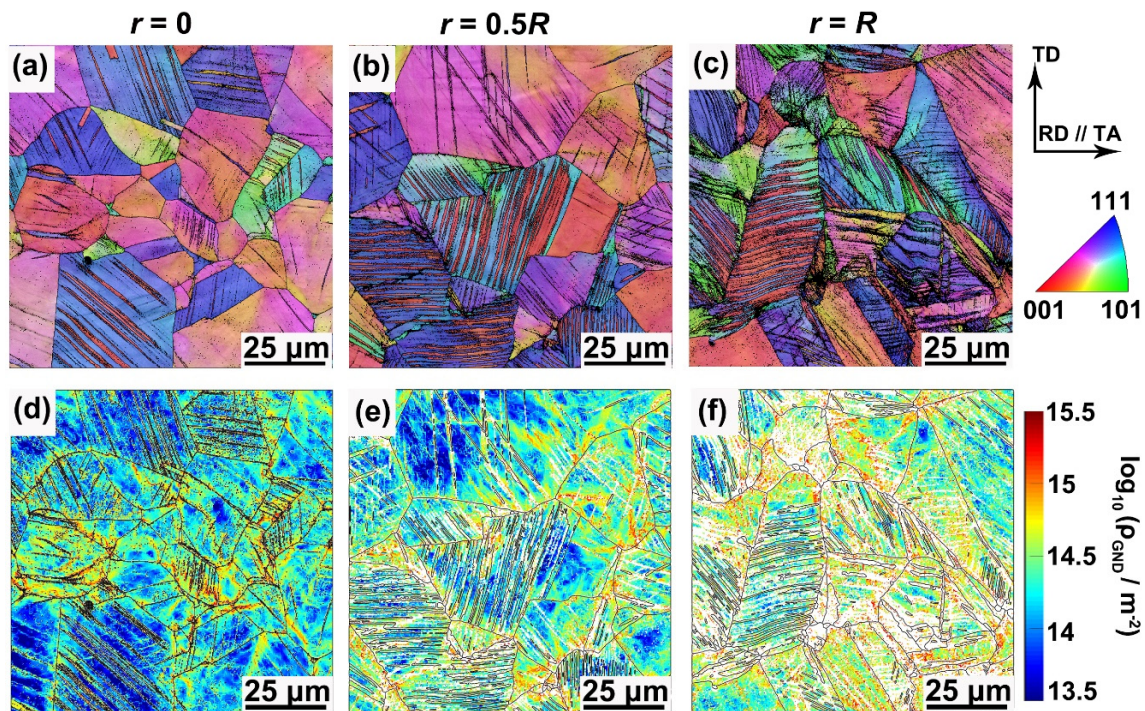 r = 0
r = 0.5R
r = R
(a)
(b)
(c)
TD
RD // TA
111
001
101
25 µm
25 µm
25 µm
(d)
(e)
(f)
15.5
15
14.5
14
13.5
log₁₀ (ρGND / m⁻²)
25 µm
25 µm
25 µm